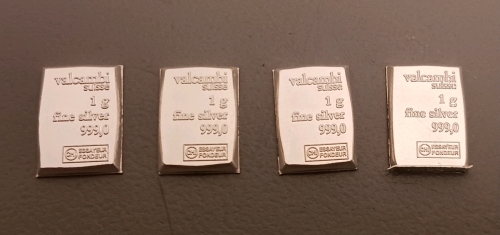 valcambi
suisse
1 g
fine silver
999,0
ESSAYEUR
FONDEUR
valcambi
suisse
1 g
fine silver
999,0
ESSAYEUR
FONDEUR
valcambi
suisse
1 g
fine silver
999,0
ESSAYEUR
FONDEUR
valcambi
suisse
1 g
fine silver
999,0
ESSAYEUR
FONDEUR